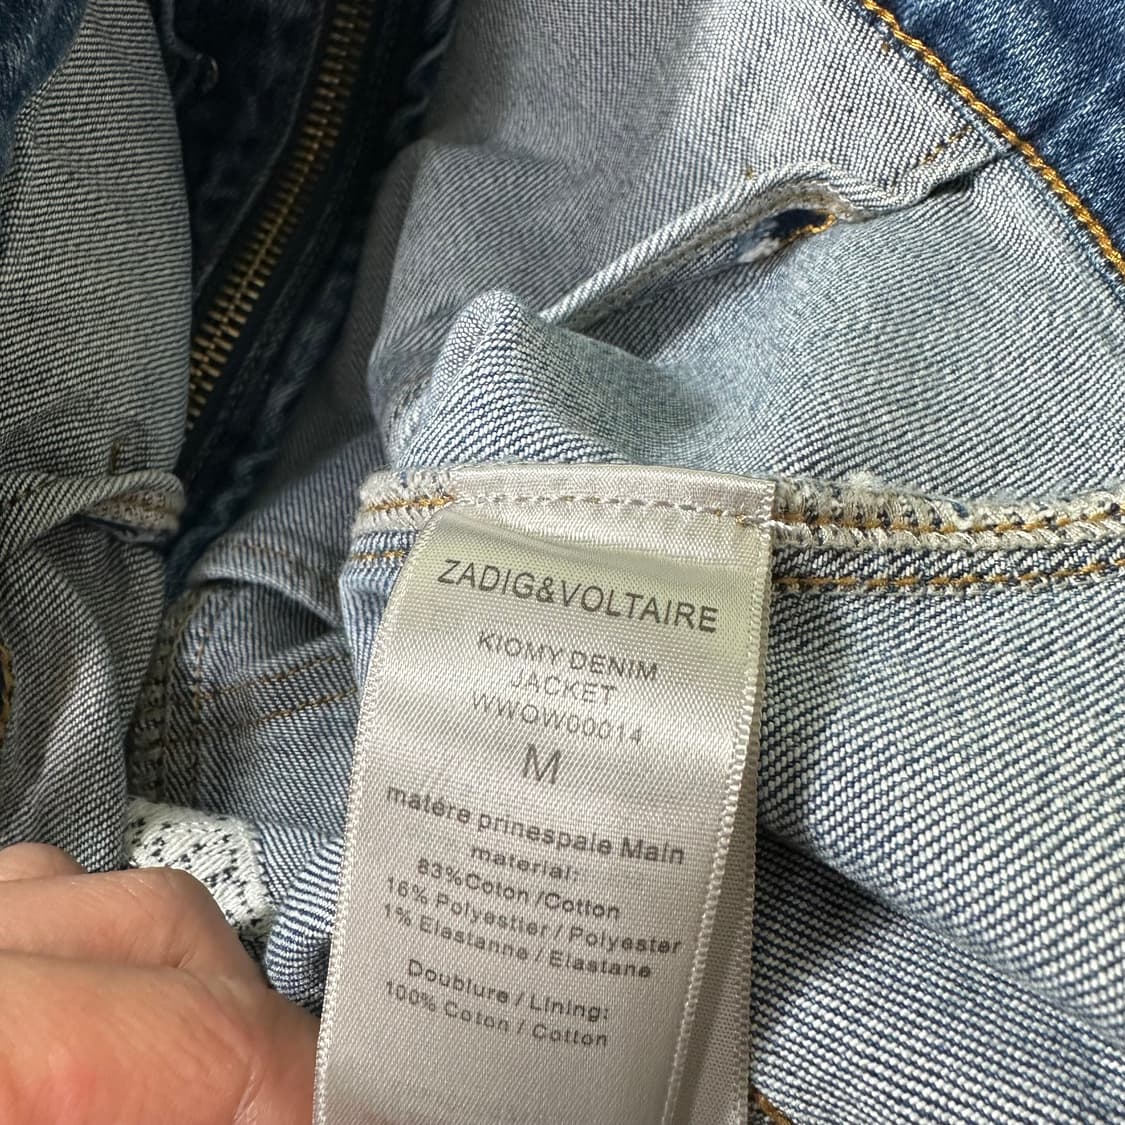 ZADIG&VOLTAIRE
KIOMY DENIM
JACKET
WWOW00014
M
matére prinespale Main
material:
83%Coton /Cotton
16% Polyestier / Polyester
1% Elastanne / Elastane
Doublure / Lining:
100% Coton / Cotton